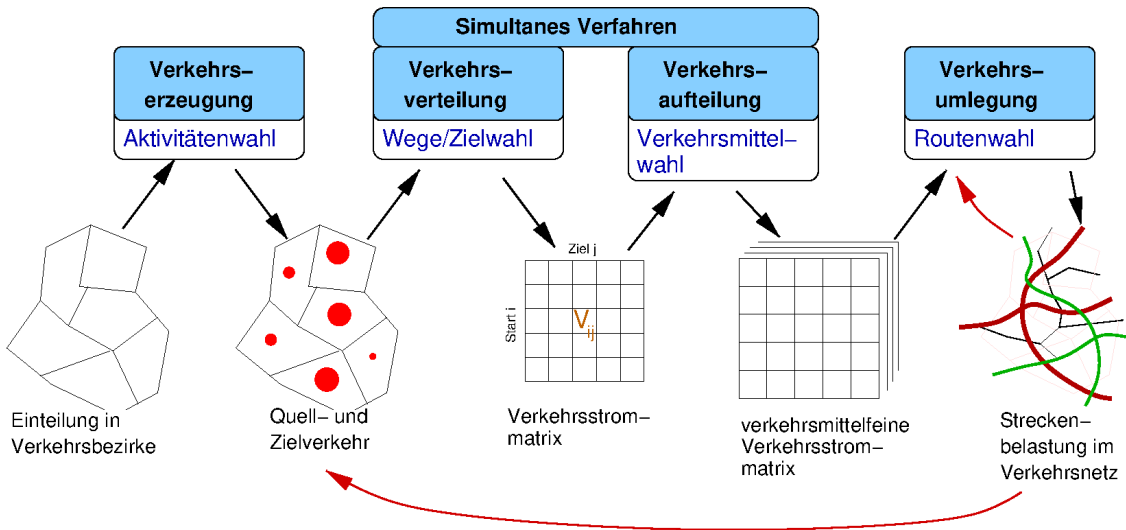 Simultanes Verfahren
Verkehrs–
erzeugung
Aktivitätenwahl
Verkehrs–
verteilung
Wege/Zielwahl
Verkehrs–
aufteilung
Verkehrsmittel–
wahl
Verkehrs–
umlegung
Routenwahl
Einteilung in
Verkehrsbezirke
Quell– und
Zielverkehr
Ziel j
Start i
V ij
Verkehrsstrom–
matrix
verkehrsmittelfeine
Verkehrsstrom–
matrix
Strecken–
belastung im
Verkehrsnetz